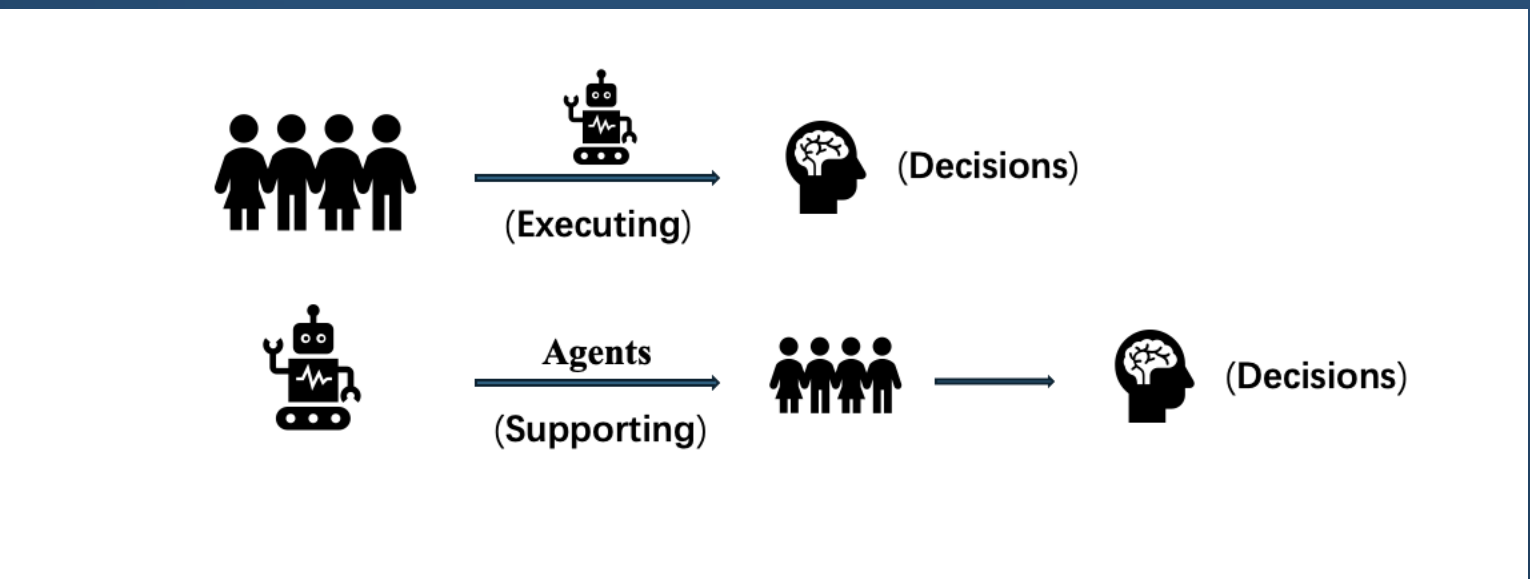 (Decisions)
(Executing)
Agents
(Supporting)
(Decisions)